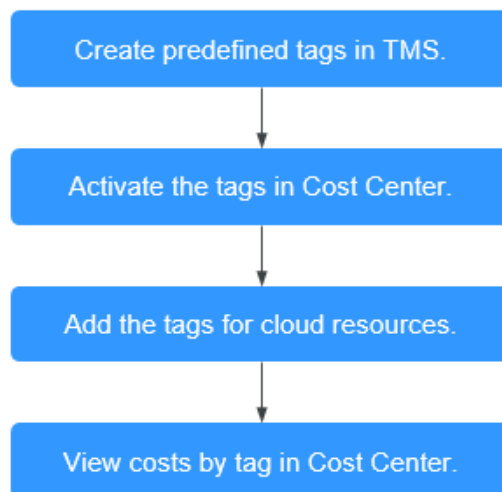 Create predefined tags in TMS.
Activate the tags in Cost Center.
Add the tags for cloud resources.
View costs by tag in Cost Center.